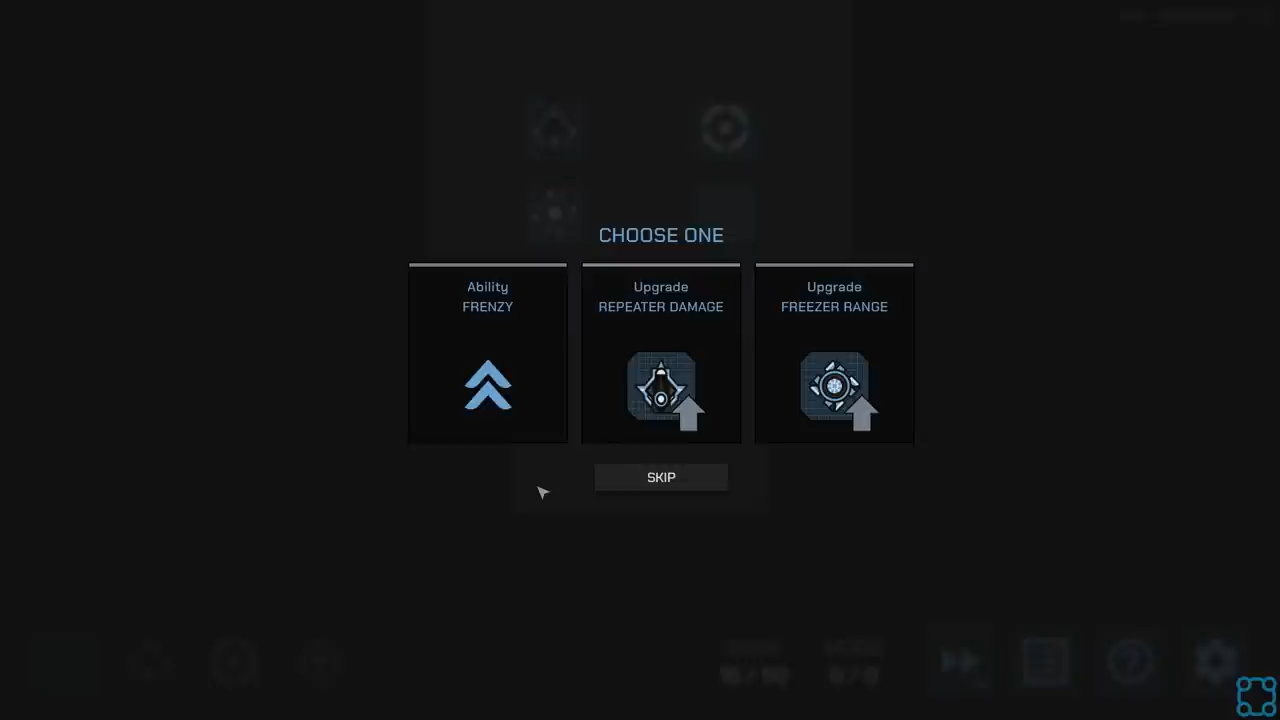 CHOOSE ONE
Ability
FRENZY
Upgrade
REPEATER DAMAGE
Upgrade
FREEZER RANGE
SKIP